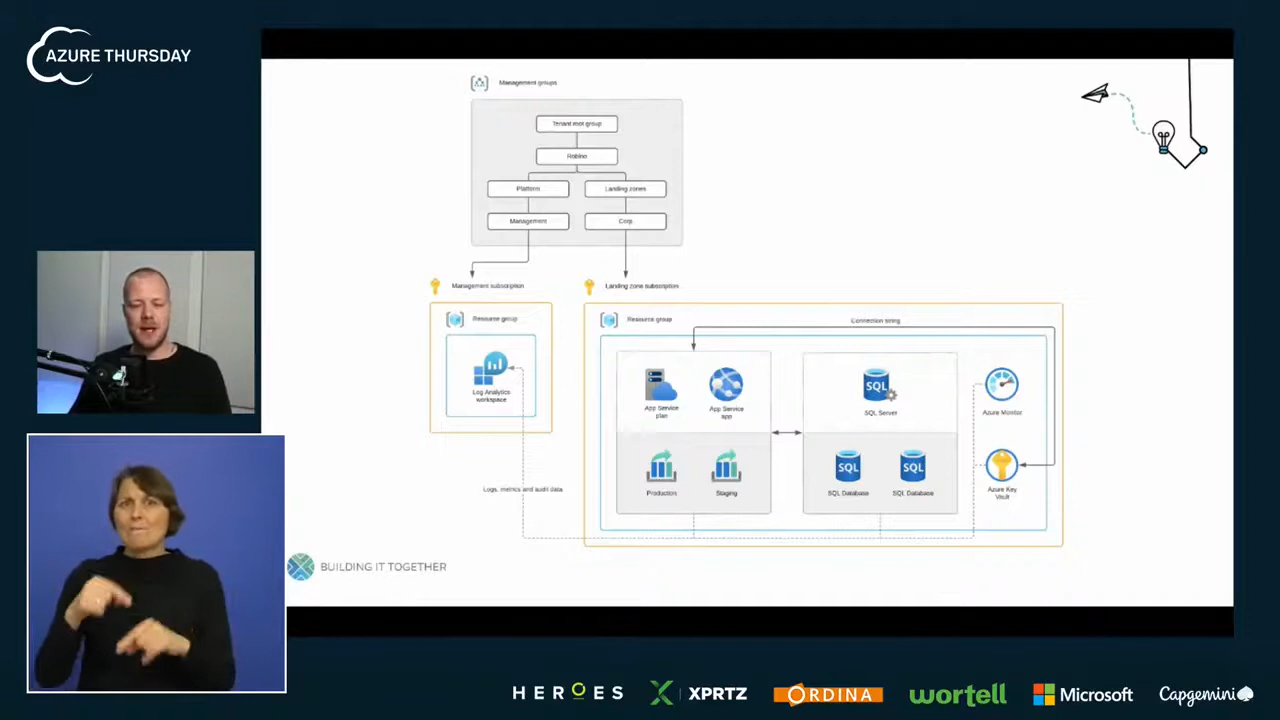 AZURE THURSDAY
Management groups
Tenant root group
Robino
Platform
Landing zones
Management
Corp
Management subscription
Landing zone subscription
Resource group
Resource group
Connection string
Log Analytics
workspace
App Service
plan
App Service
app
SQL
SQL Server
Azure Monitor
Production
Staging
SQL
SQL Database
SQL
SQL Database
Azure Key
Vault
Logs, metrics and audit data
BUILDING IT TOGETHER
HEROES
XPRTZ
ORDINA
wortell
Microsoft
Capgemini